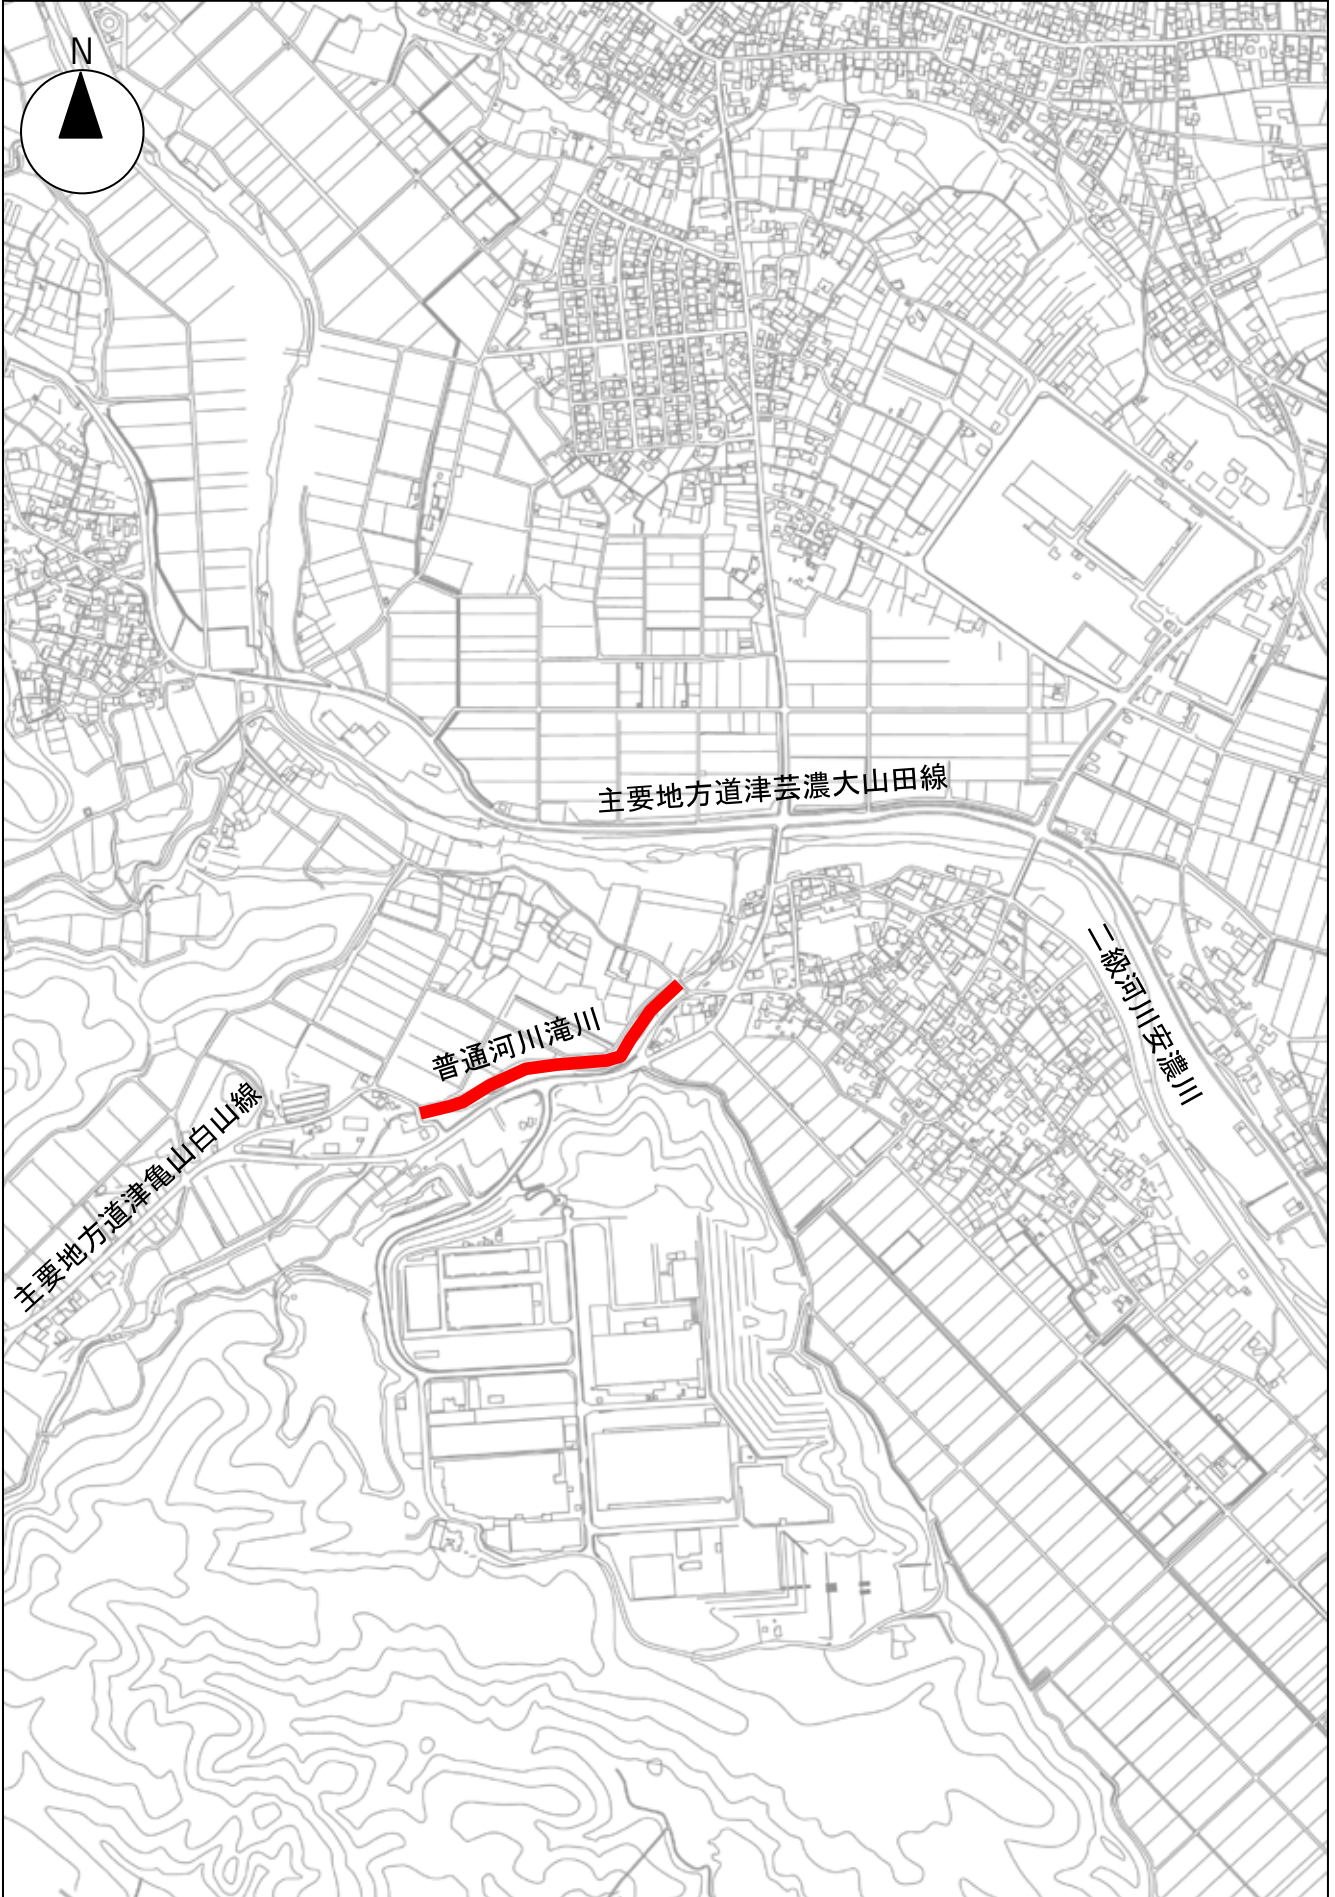 N
主要地方道津芸濃大山田線
二級河川安濃川
普通河川滝川
主要地方道津亀山白山線